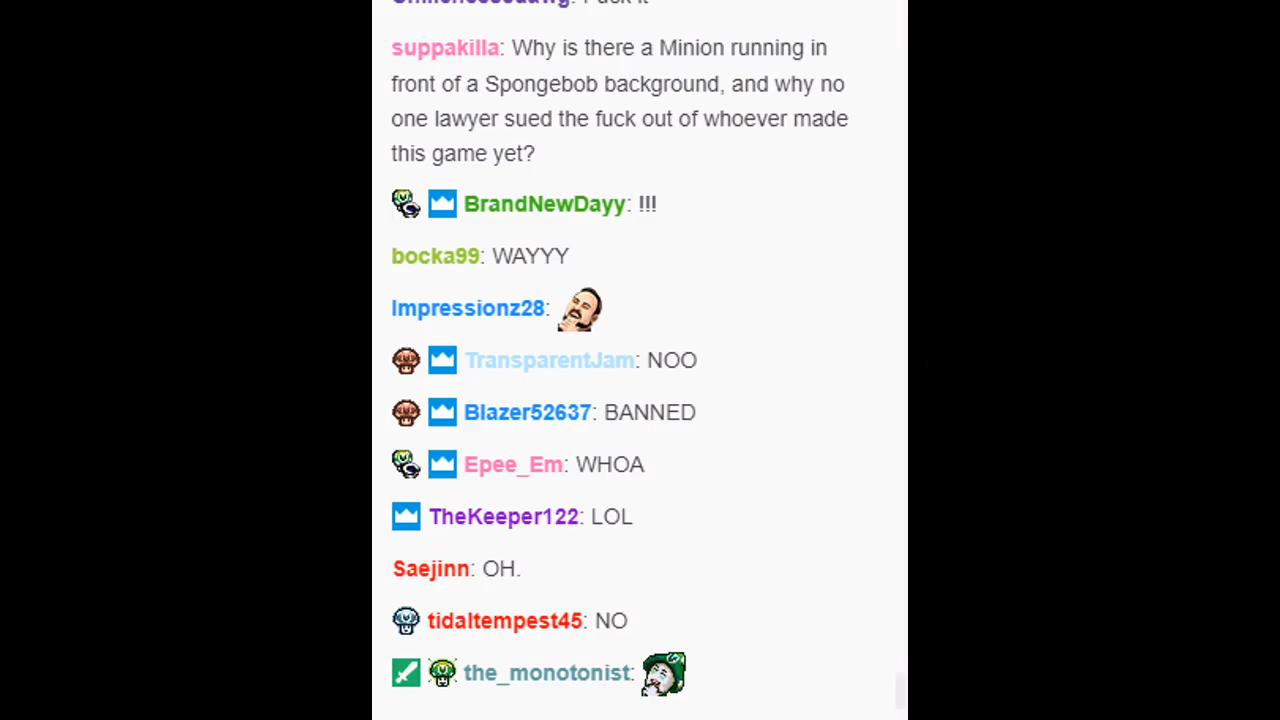 suppakilla: Why is there a Minion running in
front of a Spongebob background, and why no
one lawyer sued the fuck out of whoever made
this game yet?
BrandNewDayy: !!!
bocka99: WAYYY
Impressionz28:
TransparentJam: NOO
Blazer52637: BANNED
Epee_Em: WHOA
TheKeeper122: LOL
Saejinn: OH.
tidaltempest45: NO
the_monotonist: